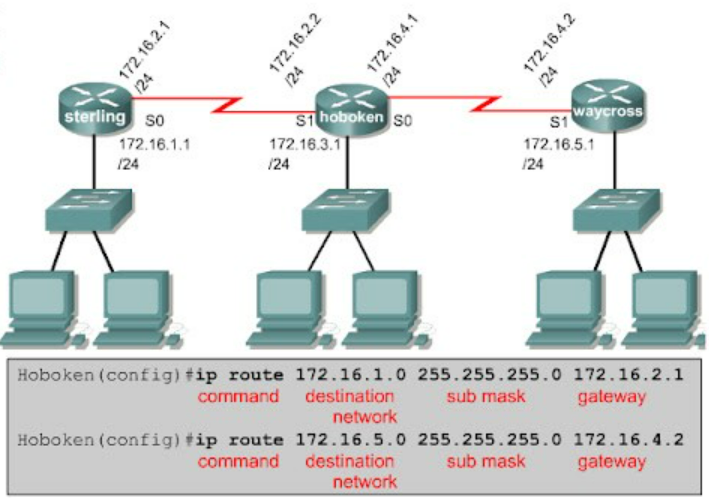 172.16.2.1
/24
172.16.2.2
/24
172.16.4.1
/24
172.16.4.2
/24
sterling
S0
S1
hoboken
S0
S1
waycross
172.16.1.1
/24
172.16.3.1
/24
172.16.5.1
/24
Hoboken(config)#ip route 172.16.1.0 255.255.255.0 172.16.2.1
command destination sub mask gateway
network
Hoboken(config)#ip route 172.16.5.0 255.255.255.0 172.16.4.2
command destination sub mask gateway
network